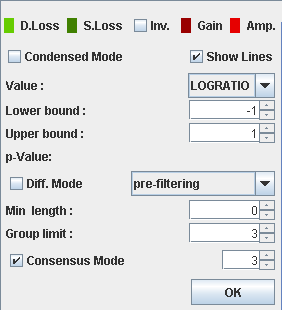 D.Loss S.Loss Inv. Gain Amp.
Condensed Mode Show Lines
Value : LOGRATIO
Lower bound : -1
Upper bound : 1
p-Value:
Diff. Mode pre-filtering
Min length : 0
Group limit : 3
Consensus Mode 3
OK